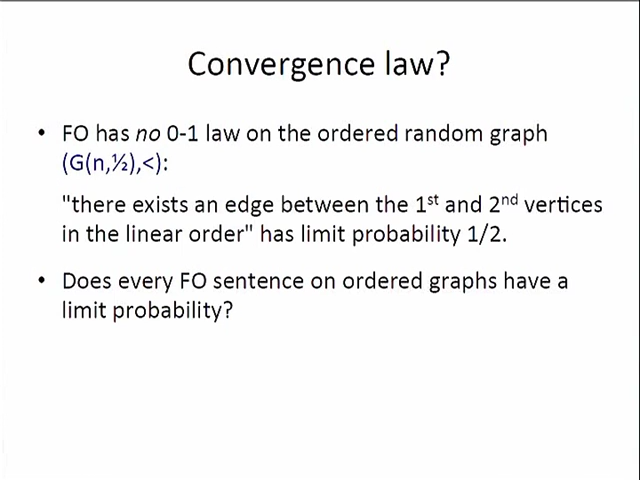 Convergence law?
• FO has no 0-1 law on the ordered random graph
(G(n,½),<):
"there exists an edge between the 1st and 2nd vertices
in the linear order" has limit probability 1/2.
• Does every FO sentence on ordered graphs have a
limit probability?